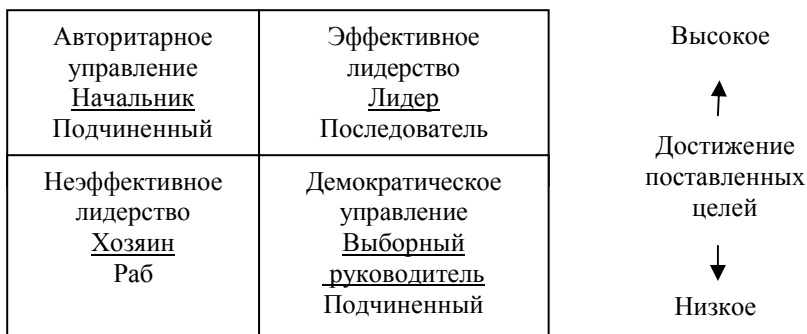 Авторитарное
управление
Начальник
Подчиненный
Эффективное
лидерство
Лидер
Последователь
Неэффективное
лидерство
Хозяин
Раб
Демократическое
управление
Выборный
руководитель
Подчиненный
Высокое
Достижение
поставленных
целей
Низкое